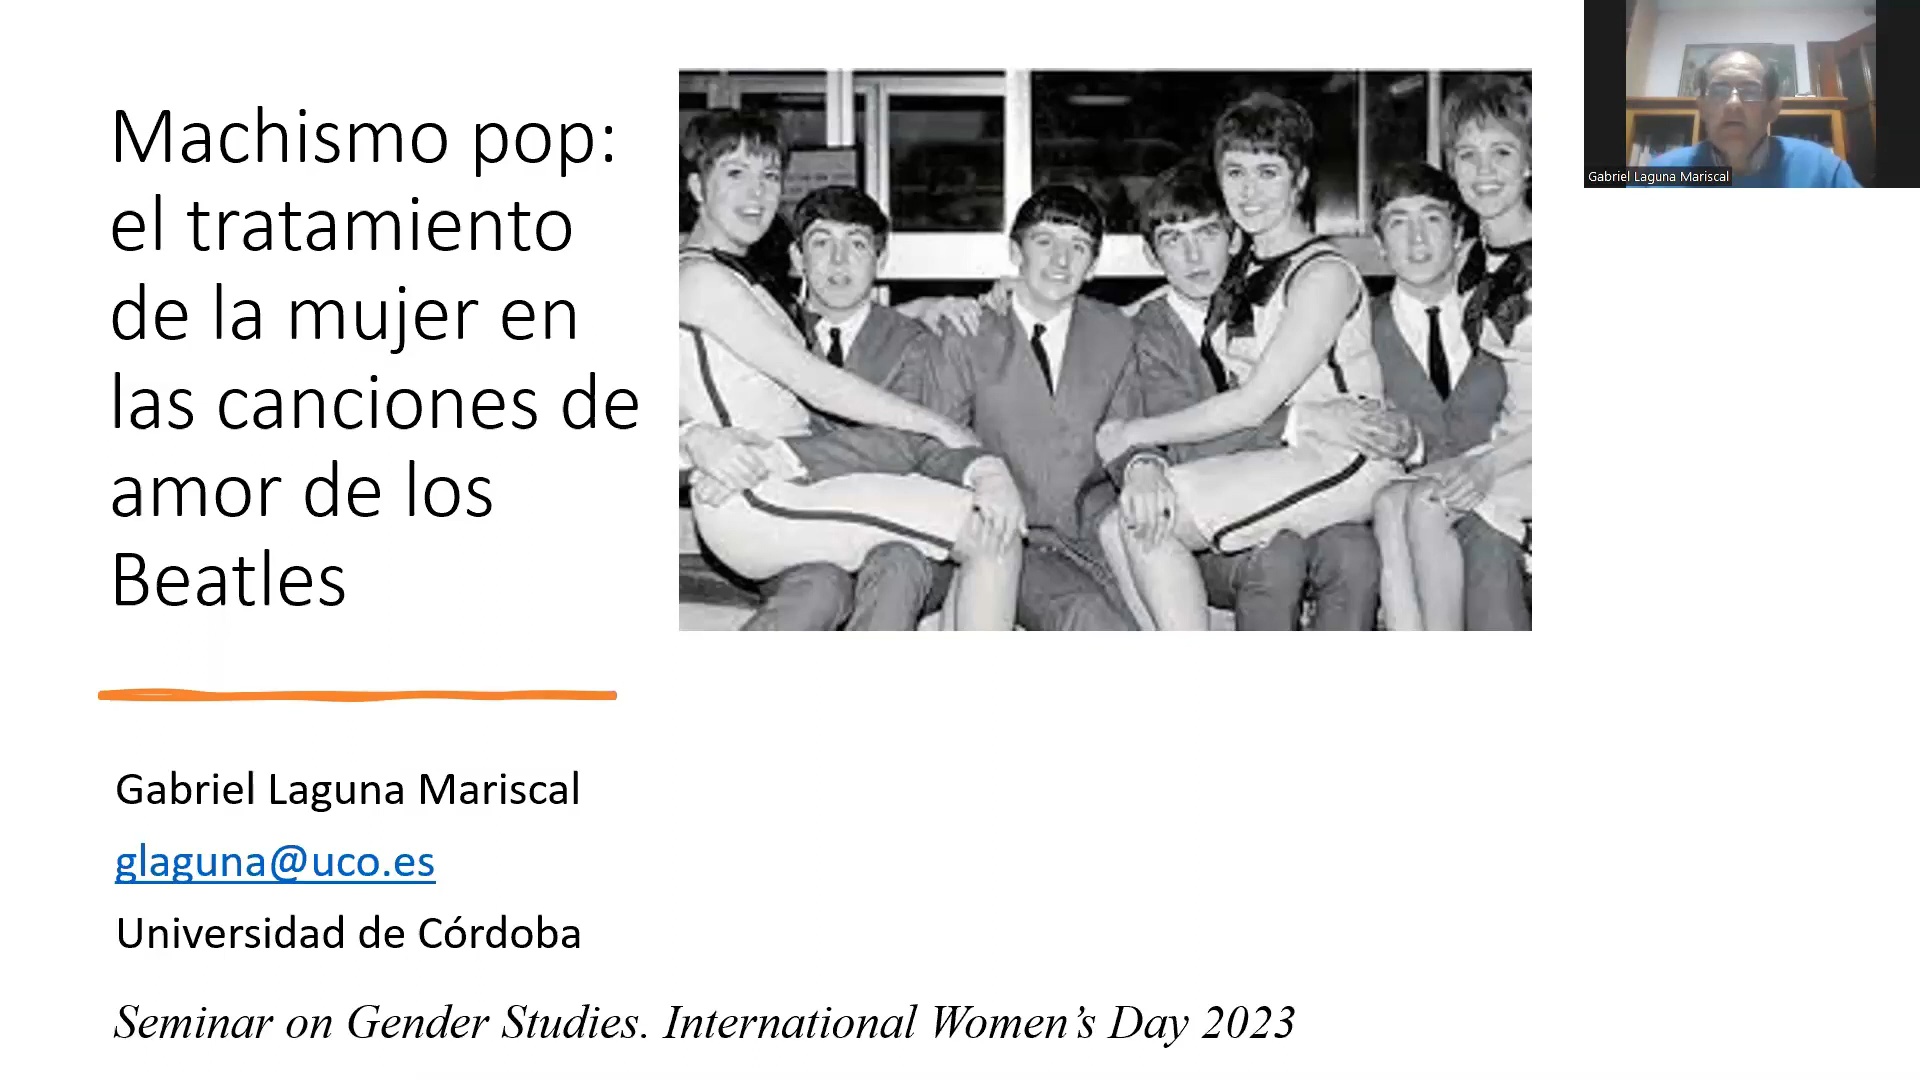 Machismo pop:
el tratamiento
de la mujer en
las canciones de
amor de los
Beatles
Gabriel Laguna Mariscal
Gabriel Laguna Mariscal
glaguna@uco.es
Universidad de Córdoba
Seminar on Gender Studies. International Women’s Day 2023